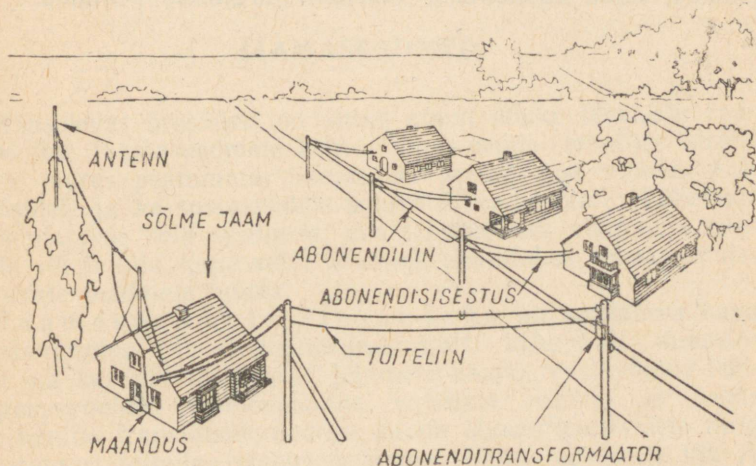 ANTENN
SÕLME JAAM
ABONENDILIIN
ABONENDISISESTUS
TOITELIIN
MAANDUS
ABONENDITRANSFORMAATOR